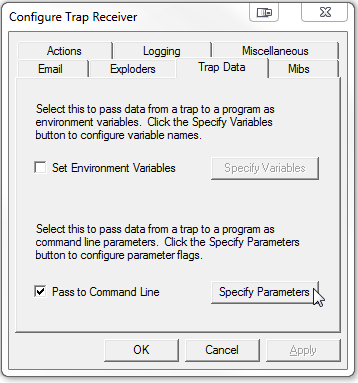 Configure Trap Receiver
Actions Logging Miscellaneous
Email Exploders Trap Data Mibs
Select this to pass data from a trap to a program as
environment variables. Click the Specify Variables
button to configure variable names.
Set Environment Variables Specify Variables
Select this to pass data from a trap to a program as
command line parameters. Click the Specify Parameters
button to configure parameter flags.
Pass to Command Line Specify Parameters
OK Cancel Apply